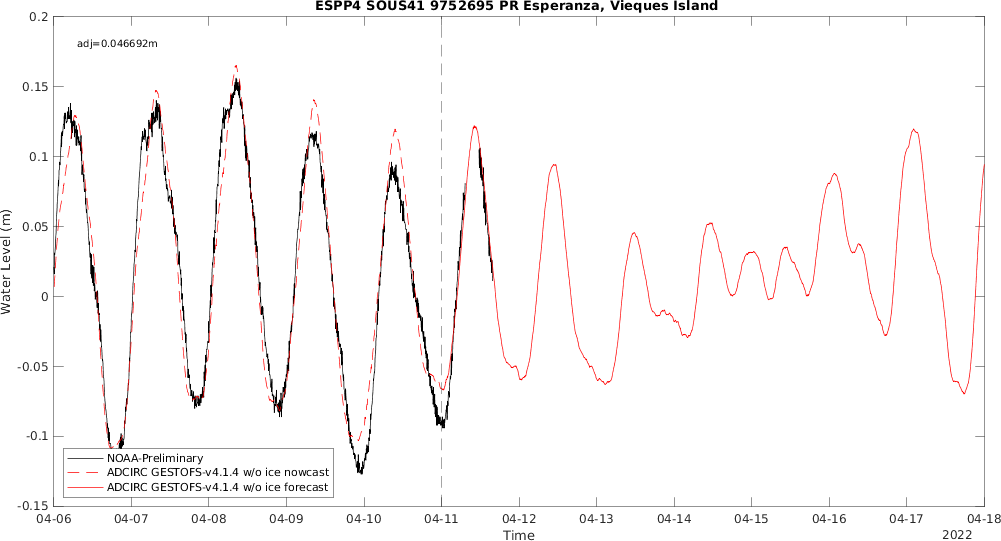 ESPP4 SOUS41 9752695 PR Esperanza, Vieques Island
adj=0.046692m
0.2
0.15
0.1
0.05
0
-0.05
-0.1
-0.15
Water Level (m)
NOAA-Preliminary
ADCIRC GESTOFS-v4.1.4 w/o ice nowcast
ADCIRC GESTOFS-v4.1.4 w/o ice forecast
04-06 04-07 04-08 04-09 04-10 04-11 04-12 04-13 04-14 04-15 04-16 04-17 04-18
Time
2022